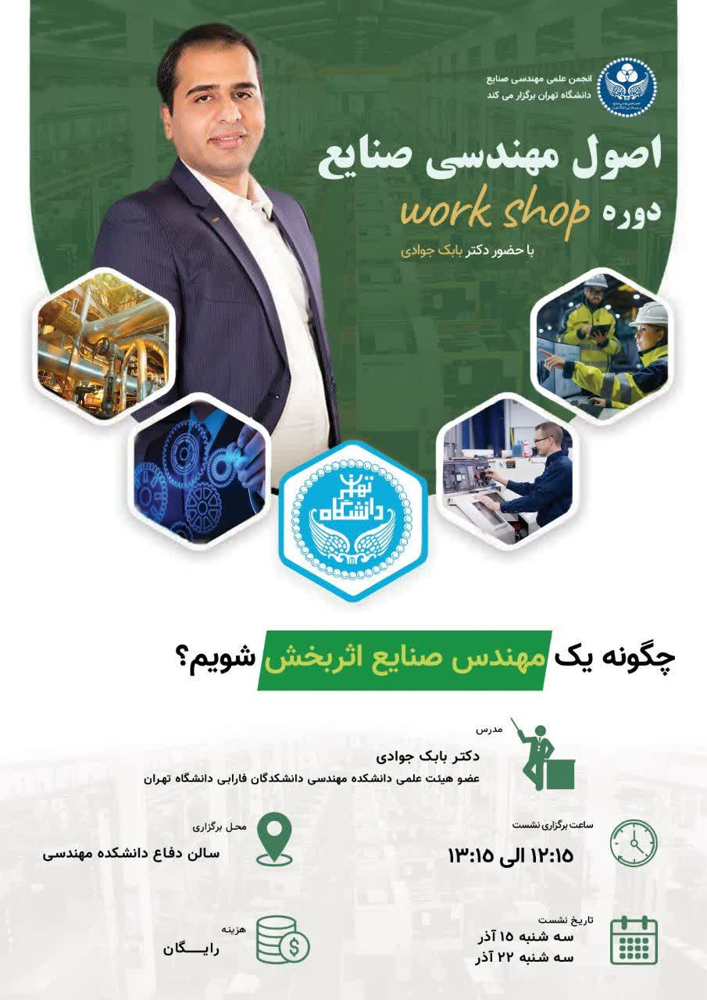 انجمن علمی مهندسی صنایع
دانشگاه تهران برگزار می کند
اصول مهندسی صنایع
دوره work shop
با حضور دکتر بابک جوادی
دانشگاه تهران
چگونه یک مهندس صنایع اثربخش شویم؟
مدرس
دکتر بابک جوادی
عضو هیئت علمی دانشکده مهندسی دانشکدگان فارابی دانشگاه تهران
ساعت برگزاری نشست
۱۲:۱۵ الی ۱۳:۱۵
محل برگزاری
سالن دفاع دانشکده مهندسی
تاریخ نشست
سه شنبه ۱۵ آذر
سه شنبه ۲۲ آذر
هزینه
رایـــگان